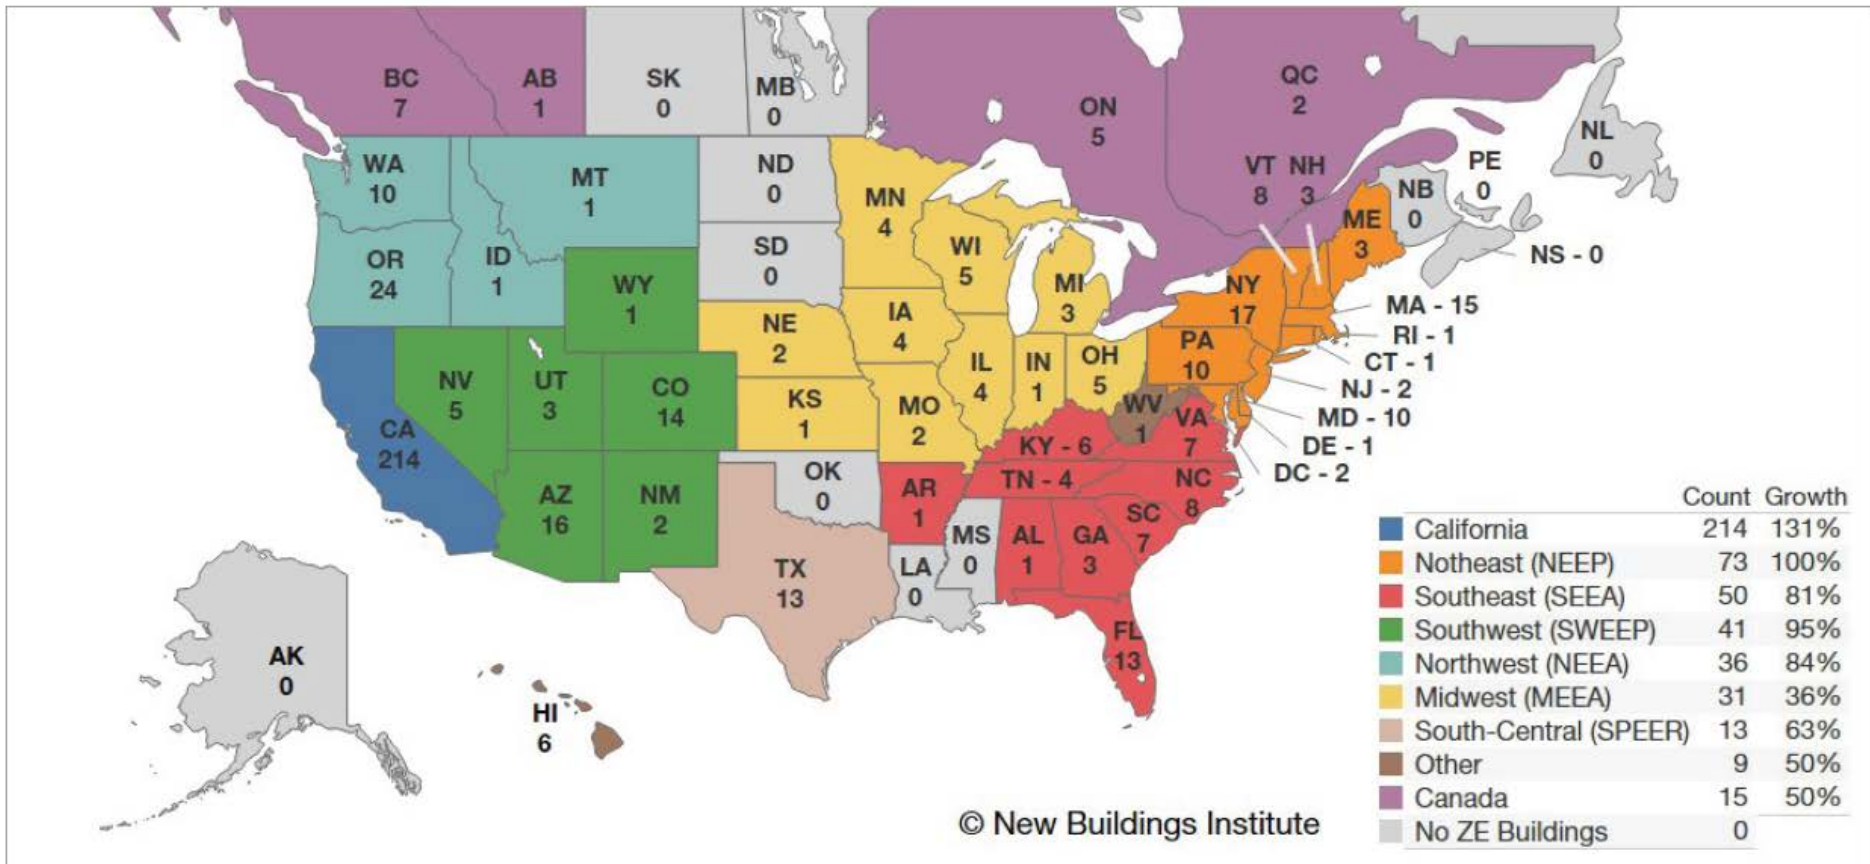 BC
7
AB
1
SK
0
MB
0
ON
5
QC
2
NL
0
PE
0
NB
0
NS - 0
VT NH
8 3
ME
3
WA
10
MT
1
ND
0
MN
4
OR
24
ID
1
SD
0
WI
5
MI
3
NY
17
MA - 15
RI - 1
CT - 1
NJ - 2
MD - 10
DE - 1
DC - 2
WY
1
NE
2
IA
4
IL
4
IN
1
OH
5
PA
10
NV
5
UT
3
CO
14
KS
1
MO
2
WV
1
VA
7
KY - 6
CA
214
TN - 4
NC
8
AZ
16
NM
2
OK
0
AR
1
SC
7
MS
0
AL
1
GA
3
TX
13
LA
0
FL
13
AK
0
HI
6
© New Buildings Institute
Count Growth
California 214 131%
Notheast (NEEP) 73 100%
Southeast (SEEA) 50 81%
Southwest (SWEEP) 41 95%
Northwest (NEEA) 36 84%
Midwest (MEEA) 31 36%
South-Central (SPEER) 13 63%
Other 9 50%
Canada 15 50%
No ZE Buildings 0